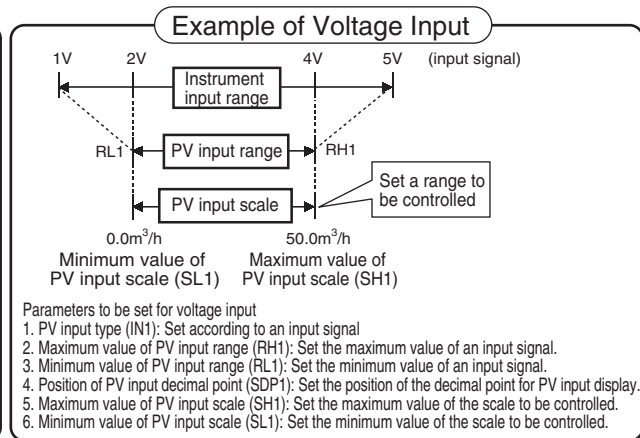 Example of Voltage Input
1V 2V 4V 5V (input signal)
Instrument
input range
RL1 PV input range RH1
PV input scale
Set a range to
be controlled
0.0m³/h 50.0m³/h
Minimum value of
PV input scale (SL1)
Maximum value of
PV input scale (SH1)
Parameters to be set for voltage input
1. PV input type (IN1): Set according to an input signal
2. Maximum value of PV input range (RH1): Set the maximum value of an input signal.
3. Minimum value of PV input range (RL1): Set the minimum value of an input signal.
4. Position of PV input decimal point (SDP1): Set the position of the decimal point for PV input display.
5. Maximum value of PV input scale (SH1): Set the maximum value of the scale to be controlled.
6. Minimum value of PV input scale (SL1): Set the minimum value of the scale to be controlled.